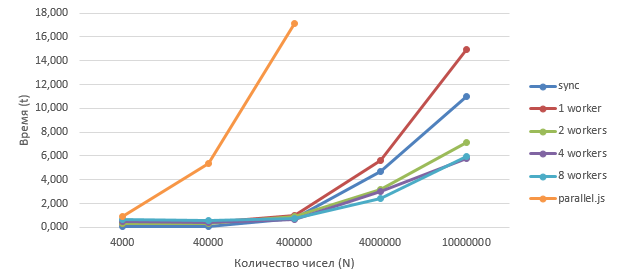 18,000
16,000
14,000
12,000
10,000
8,000
6,000
4,000
2,000
0,000
Время (t)
4000
40000
400000
4000000
10000000
Количество чисел (N)
sync
1 worker
2 workers
4 workers
8 workers
parallel.js